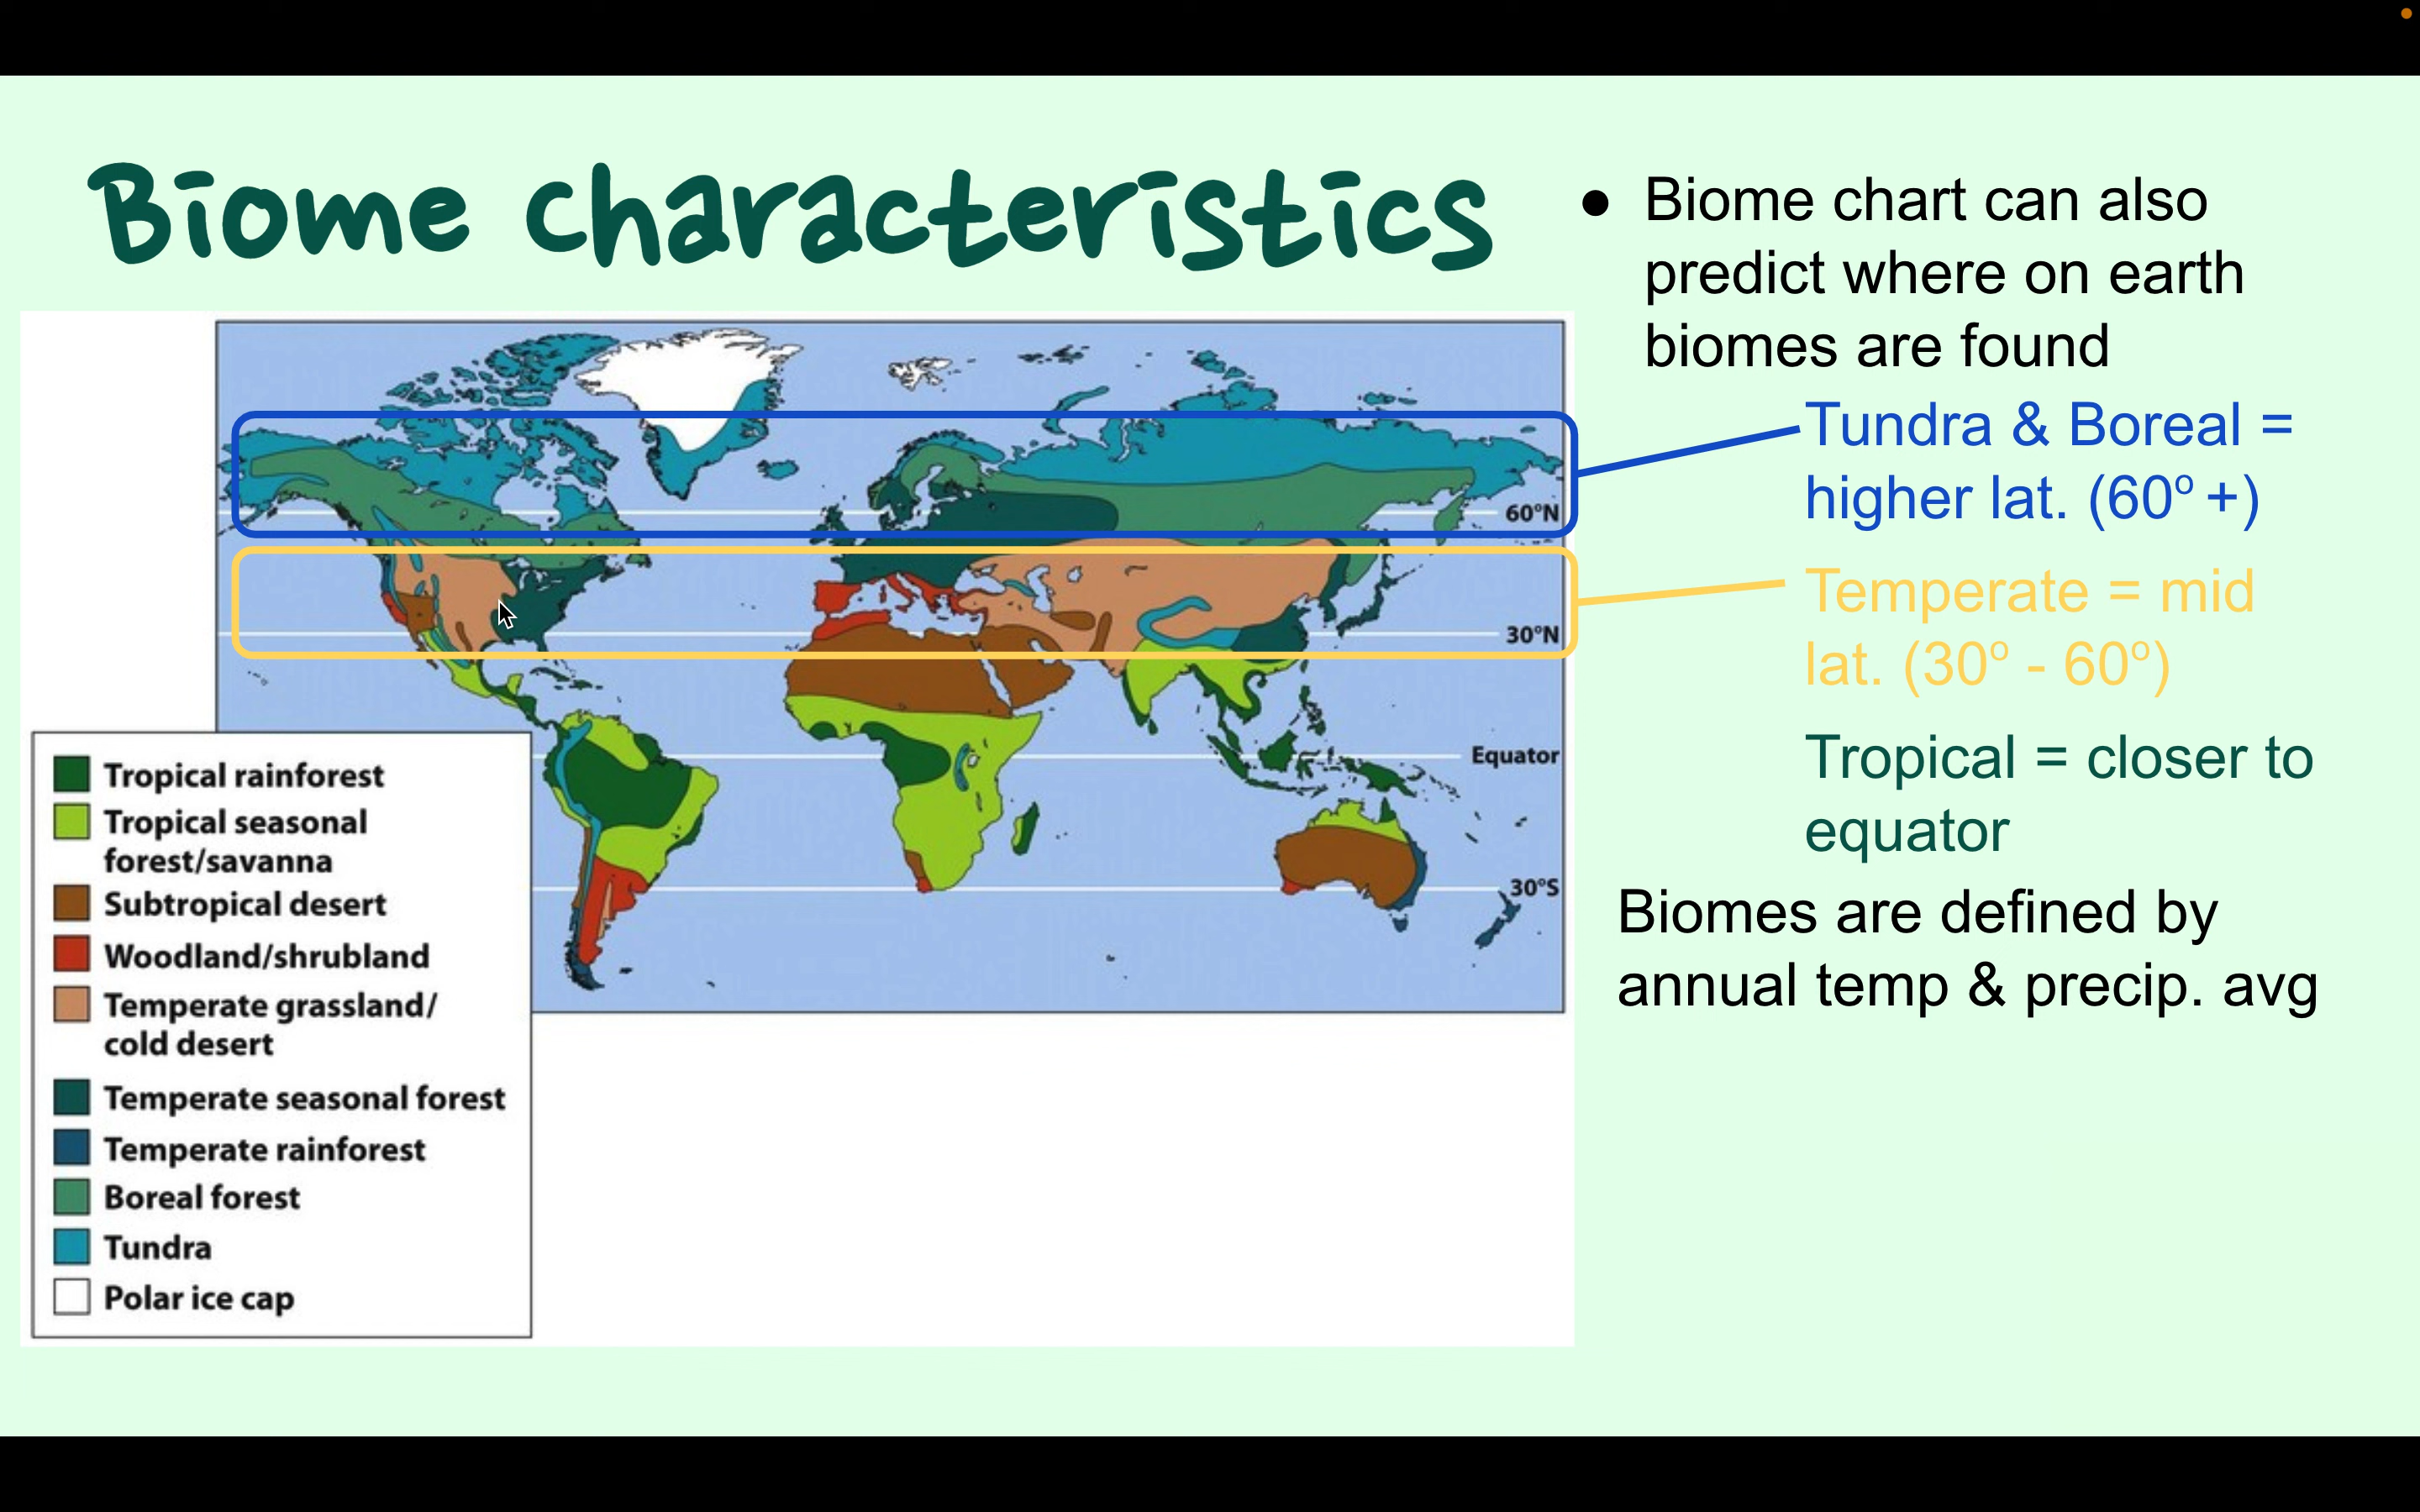 Biome characteristics
● Biome chart can also
predict where on earth
biomes are found
Tundra & Boreal =
higher lat. (60º +)
Temperate = mid
lat. (30º - 60º)
Tropical = closer to
equator
Biomes are defined by
annual temp & precip. avg
60°N
30°N
Equator
30°S
Tropical rainforest
Tropical seasonal
forest/savanna
Subtropical desert
Woodland/shrubland
Temperate grassland/
cold desert
Temperate seasonal forest
Temperate rainforest
Boreal forest
Tundra
Polar ice cap